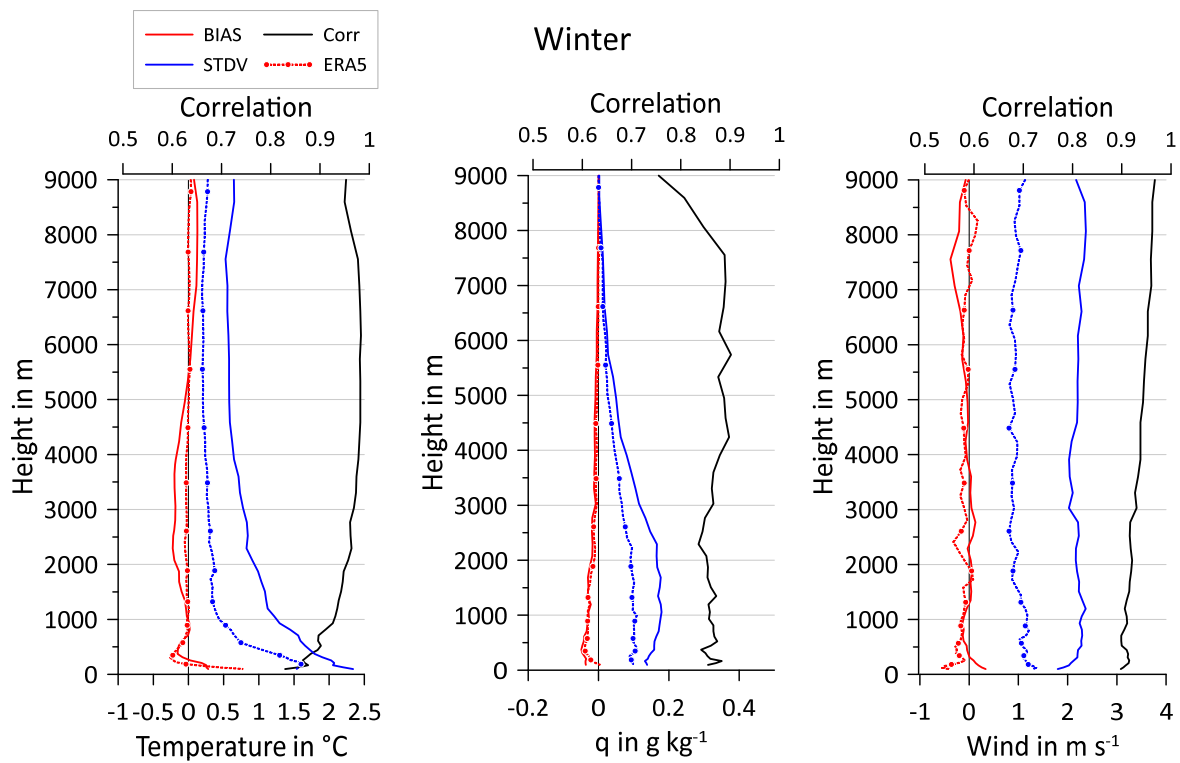 BIAS Corr
STDV ERA5
Winter
Correlation
0.5 0.6 0.7 0.8 0.9 1
9000
8000
7000
6000
5000
4000
3000
2000
1000
0
Height in m
-1 -0.5 0 0.5 1 1.5 2 2.5
Temperature in °C
Correlation
0.5 0.6 0.7 0.8 0.9 1
9000
8000
7000
6000
5000
4000
3000
2000
1000
0
Height in m
-0.2 0 0.2 0.4
q in g kg⁻¹
Correlation
0.5 0.6 0.7 0.8 0.9 1
9000
8000
7000
6000
5000
4000
3000
2000
1000
0
Height in m
-1 0 1 2 3 4
Wind in m s⁻¹